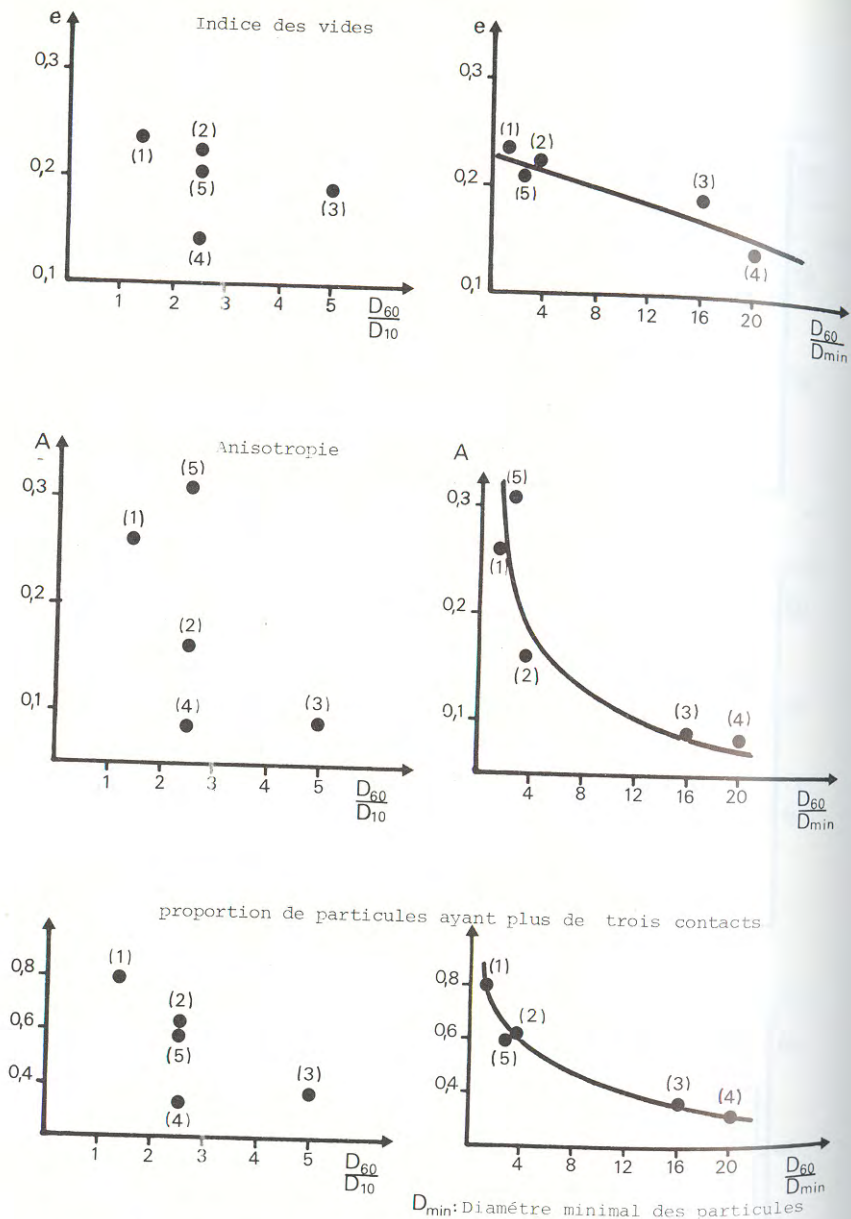 Indice des vides
e
0,3
0,2
0,1
(1)
(2)
(5)
(4)
(3)
1 2 3 4 5
D60
D10
e
0,3
0,2
0,1
(1)
(2)
(5)
(3)
(4)
4 8 12 16 20
D60
Dmin
Anisotropie
A
0,3
0,2
0,1
(5)
(1)
(2)
(4)
(3)
1 2 3 4 5
D60
D10
A
0,3
0,2
0,1
(5)
(1)
(2)
(3)
(4)
4 8 12 16 20
D60
Dmin
proportion de particules ayant plus de trois contacts
0,8
0,6
0,4
(1)
(2)
(5)
(4)
(3)
1 2 3 4 5
D60
D10
0,8
0,6
0,4
(1)
(2)
(5)
(3)
(4)
4 8 12 16 20
D60
Dmin
Dmin: Diamétre minimal des particules